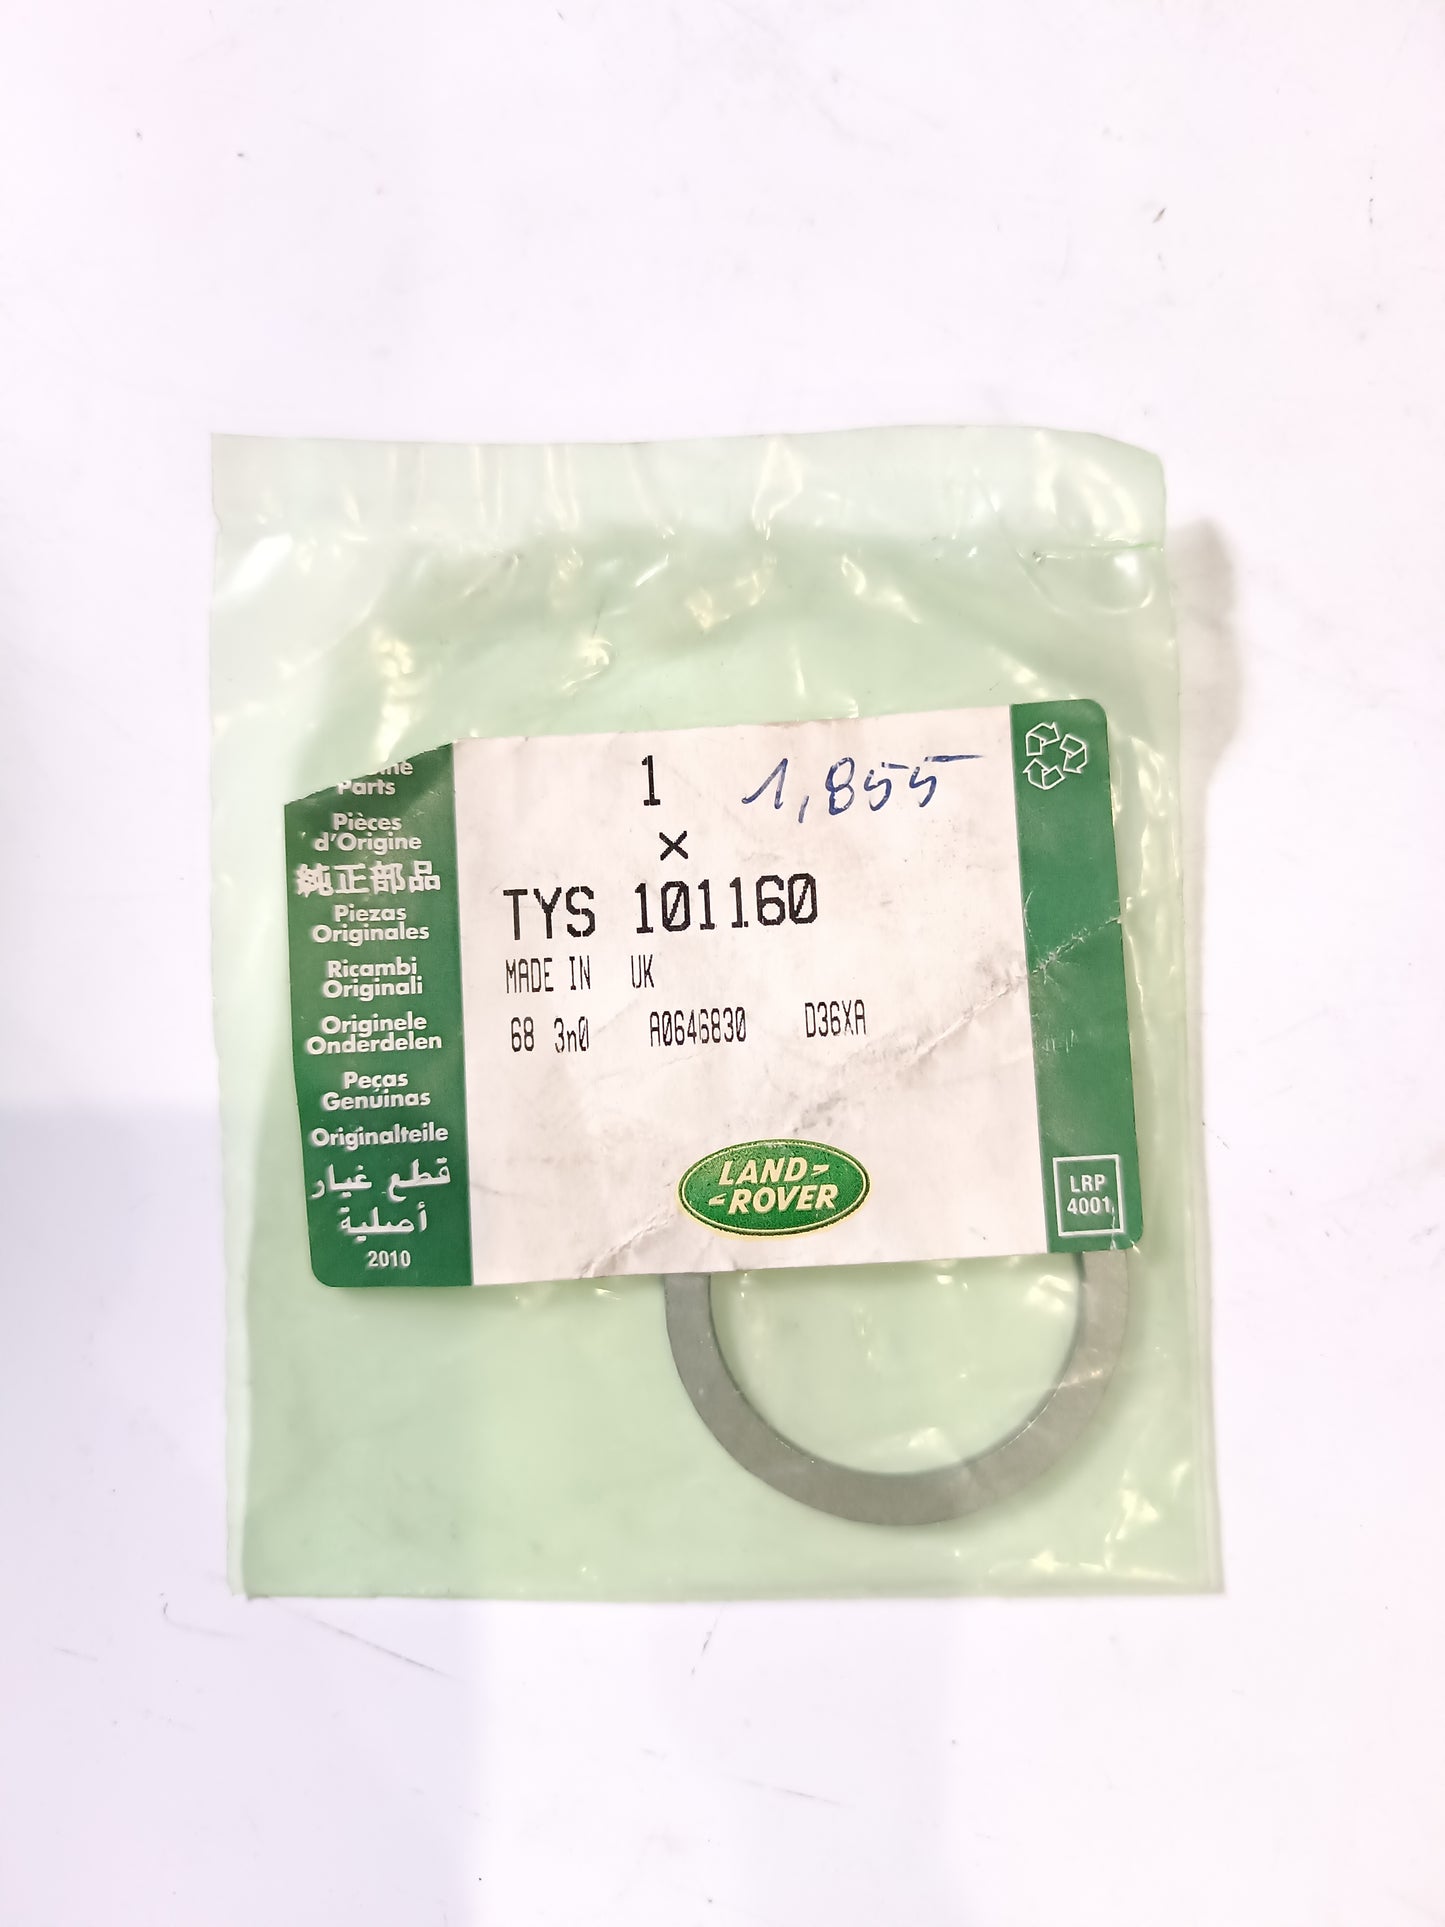 Parts
Pièces
d'Origine
純正部品
Piezas
Originales
Ricambi
Originali
Originele
Onderdelen
Peças
Genuínas
Originalteile
قطع غيار
أصلية
2010
1
1,855
x
TYS 101160
MADE IN UK
68 3n0 A0646830 D36XA
LAND-
-ROVER
LRP
4001